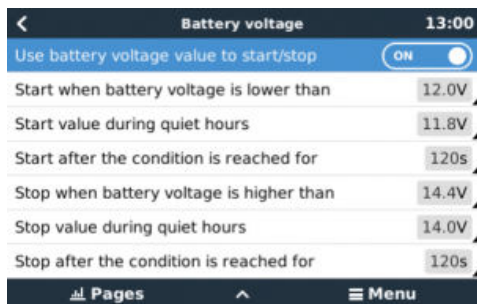 Battery voltage 13:00
Use battery voltage value to start/stop ON
Start when battery voltage is lower than 12.0V
Start value during quiet hours 11.8V
Start after the condition is reached for 120s
Stop when battery voltage is higher than 14.4V
Stop value during quiet hours 14.0V
Stop after the condition is reached for 120s
Pages Menu